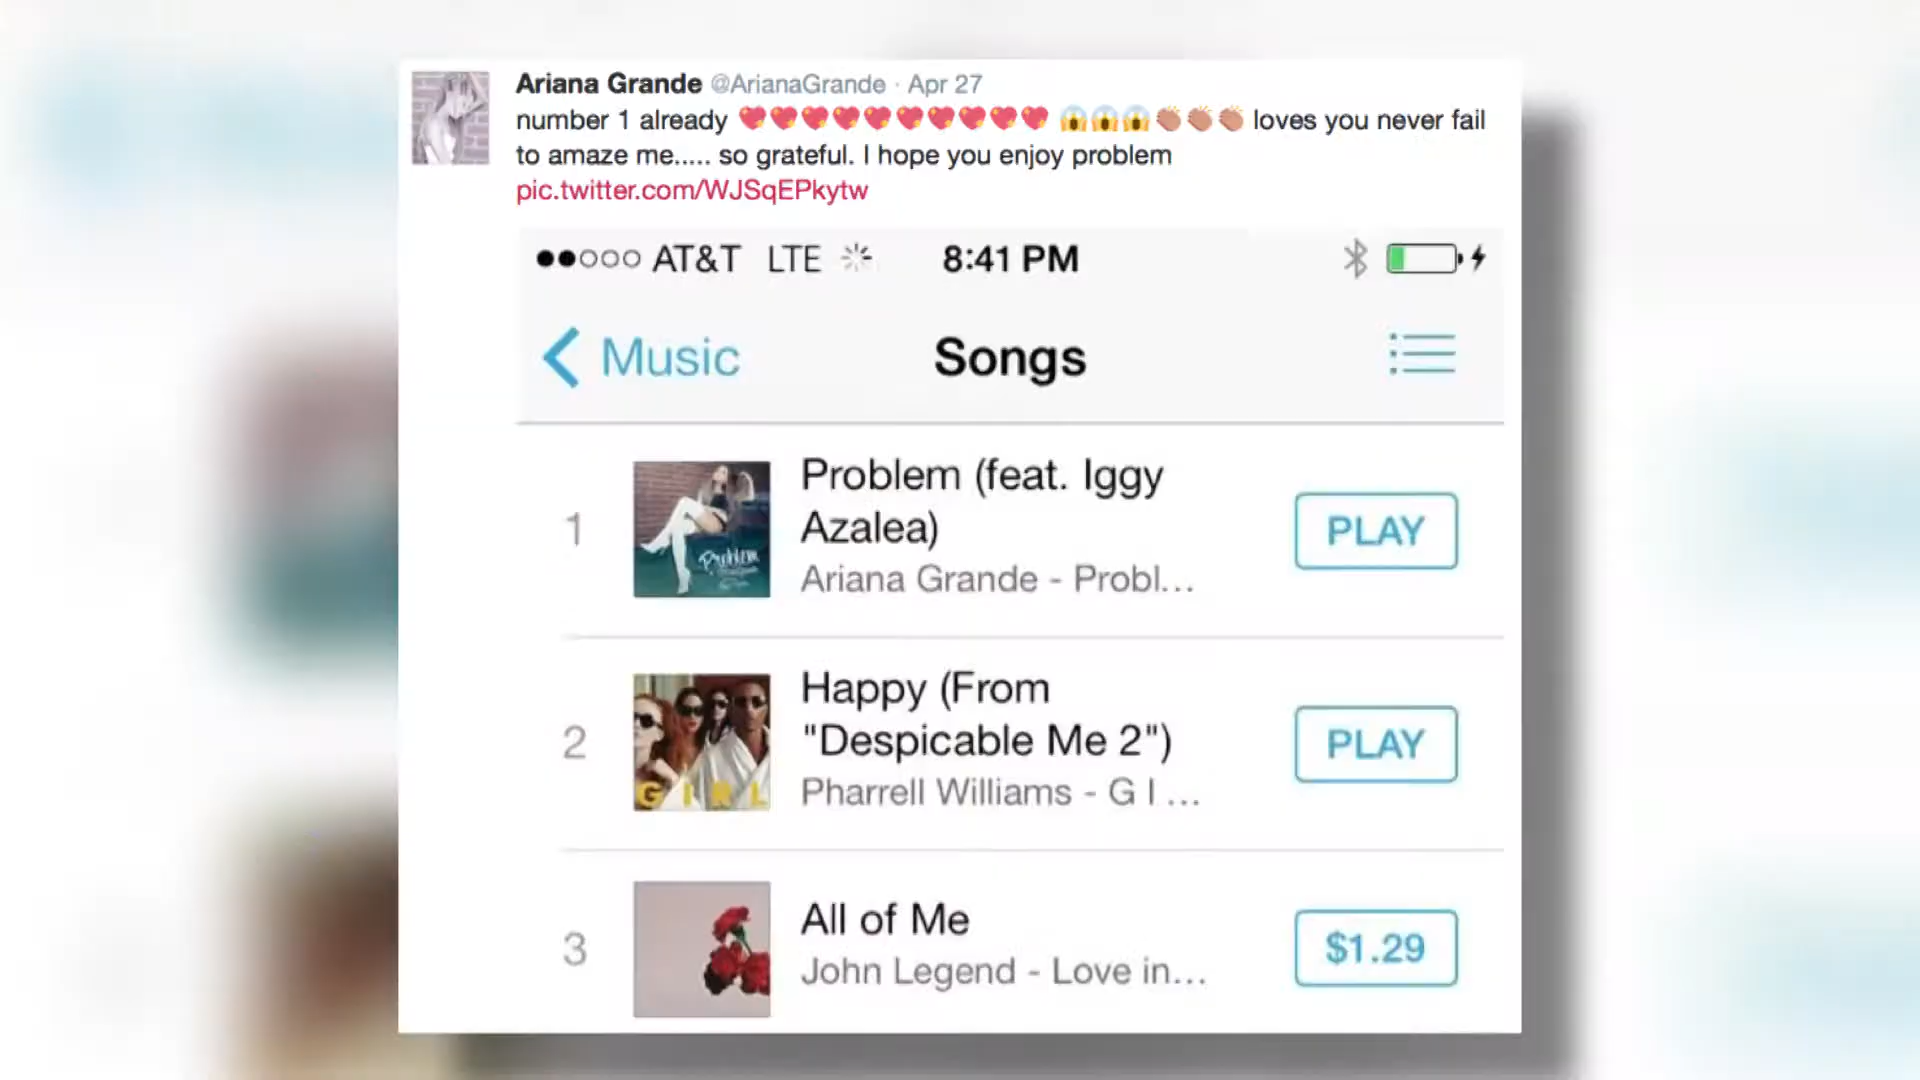 Ariana Grande @ArianaGrande · Apr 27
number 1 already 💖💖💖💖💖💖💖💖💖💖 😱😱😱👏👏👏 loves you never fail
to amaze me..... so grateful. I hope you enjoy problem
pic.twitter.com/WJSqEPkytw
AT&T LTE 8:41 PM
Music Songs
1
Problem (feat. Iggy
Azalea)
Ariana Grande - Probl...
PLAY
Problem
2
Happy (From
"Despicable Me 2")
Pharrell Williams - G I ...
PLAY
GIRL
3
All of Me
John Legend - Love in...
$1.29